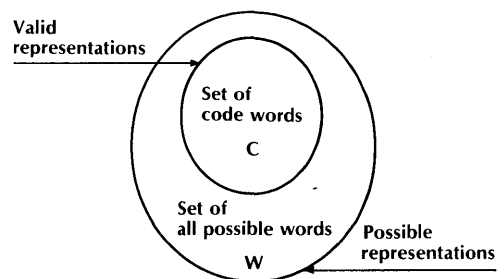 Valid
representations
Set of
code words
C
Set of
all possible words
W
Possible
representations